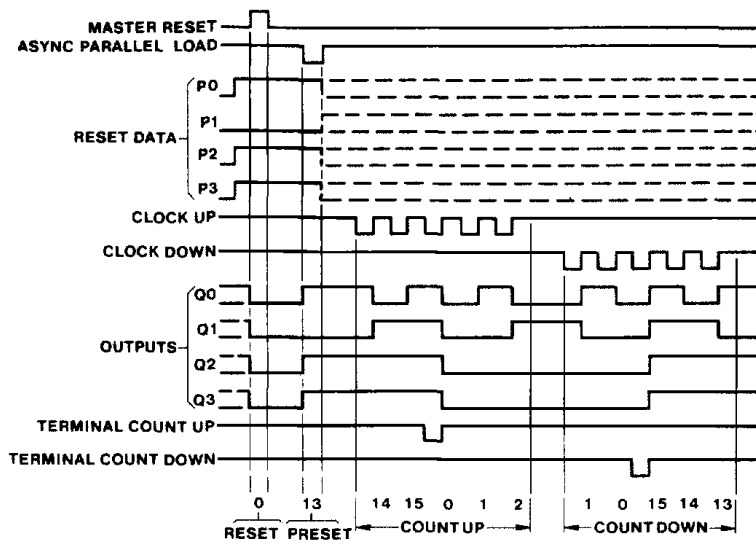 MASTER RESET
ASYNC PARALLEL LOAD
P0
P1
RESET DATA
P2
P3
CLOCK UP
CLOCK DOWN
Q0
Q1
OUTPUTS
Q2
Q3
TERMINAL COUNT UP
TERMINAL COUNT DOWN
0 13 14 15 0 1 2 1 0 15 14 13
RESET PRESET COUNT UP COUNT DOWN